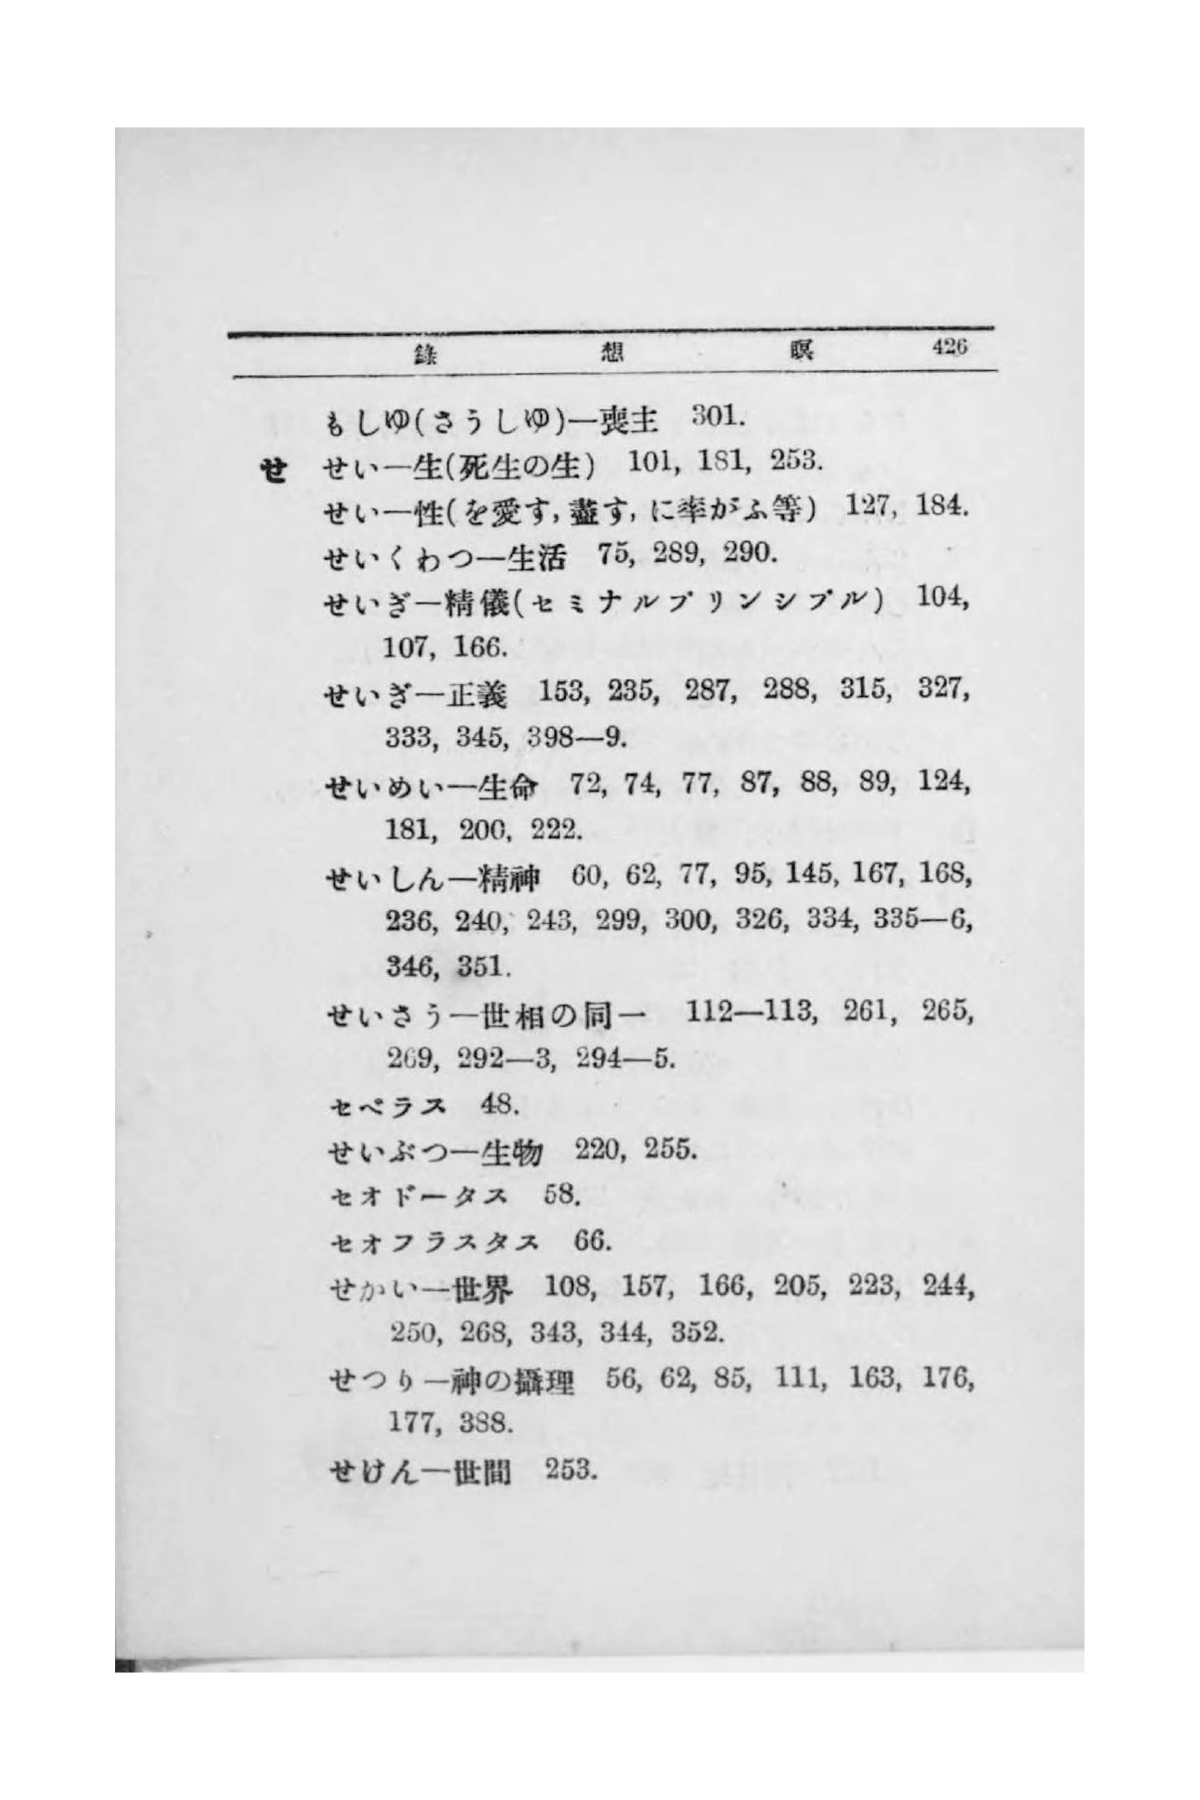 錄 想 瞑 426
もしゆ(さうしゆ)—喪主 301.
せ せい—生(死生の生) 101, 181, 253.
せい—性(を愛す, 蓋す, に率がふ等) 127, 184.
せいくわつ—生活 75, 289, 290.
せいぎ—精儀(セミナルプリンシプル) 104,
107, 166.
せいぎ—正義 153, 235, 287, 288, 315, 327,
333, 345, 398—9.
せいめい—生命 72, 74, 77, 87, 88, 89, 124,
181, 200, 222.
せいしん—精神 60, 62, 77, 95, 145, 167, 168,
236, 240, 243, 299, 300, 326, 334, 335—6,
346, 351.
せいさう—世相の同一 112—113, 261, 265,
269, 292—3, 294—5.
セペラス 48.
せいぶつ—生物 220, 255.
セオドータス 58.
セオフラスタス 66.
せかい—世界 108, 157, 166, 205, 223, 244,
250, 268, 343, 344, 352.
せつり—神の攝理 56, 62, 85, 111, 163, 176,
177, 388.
せけん—世間 253.